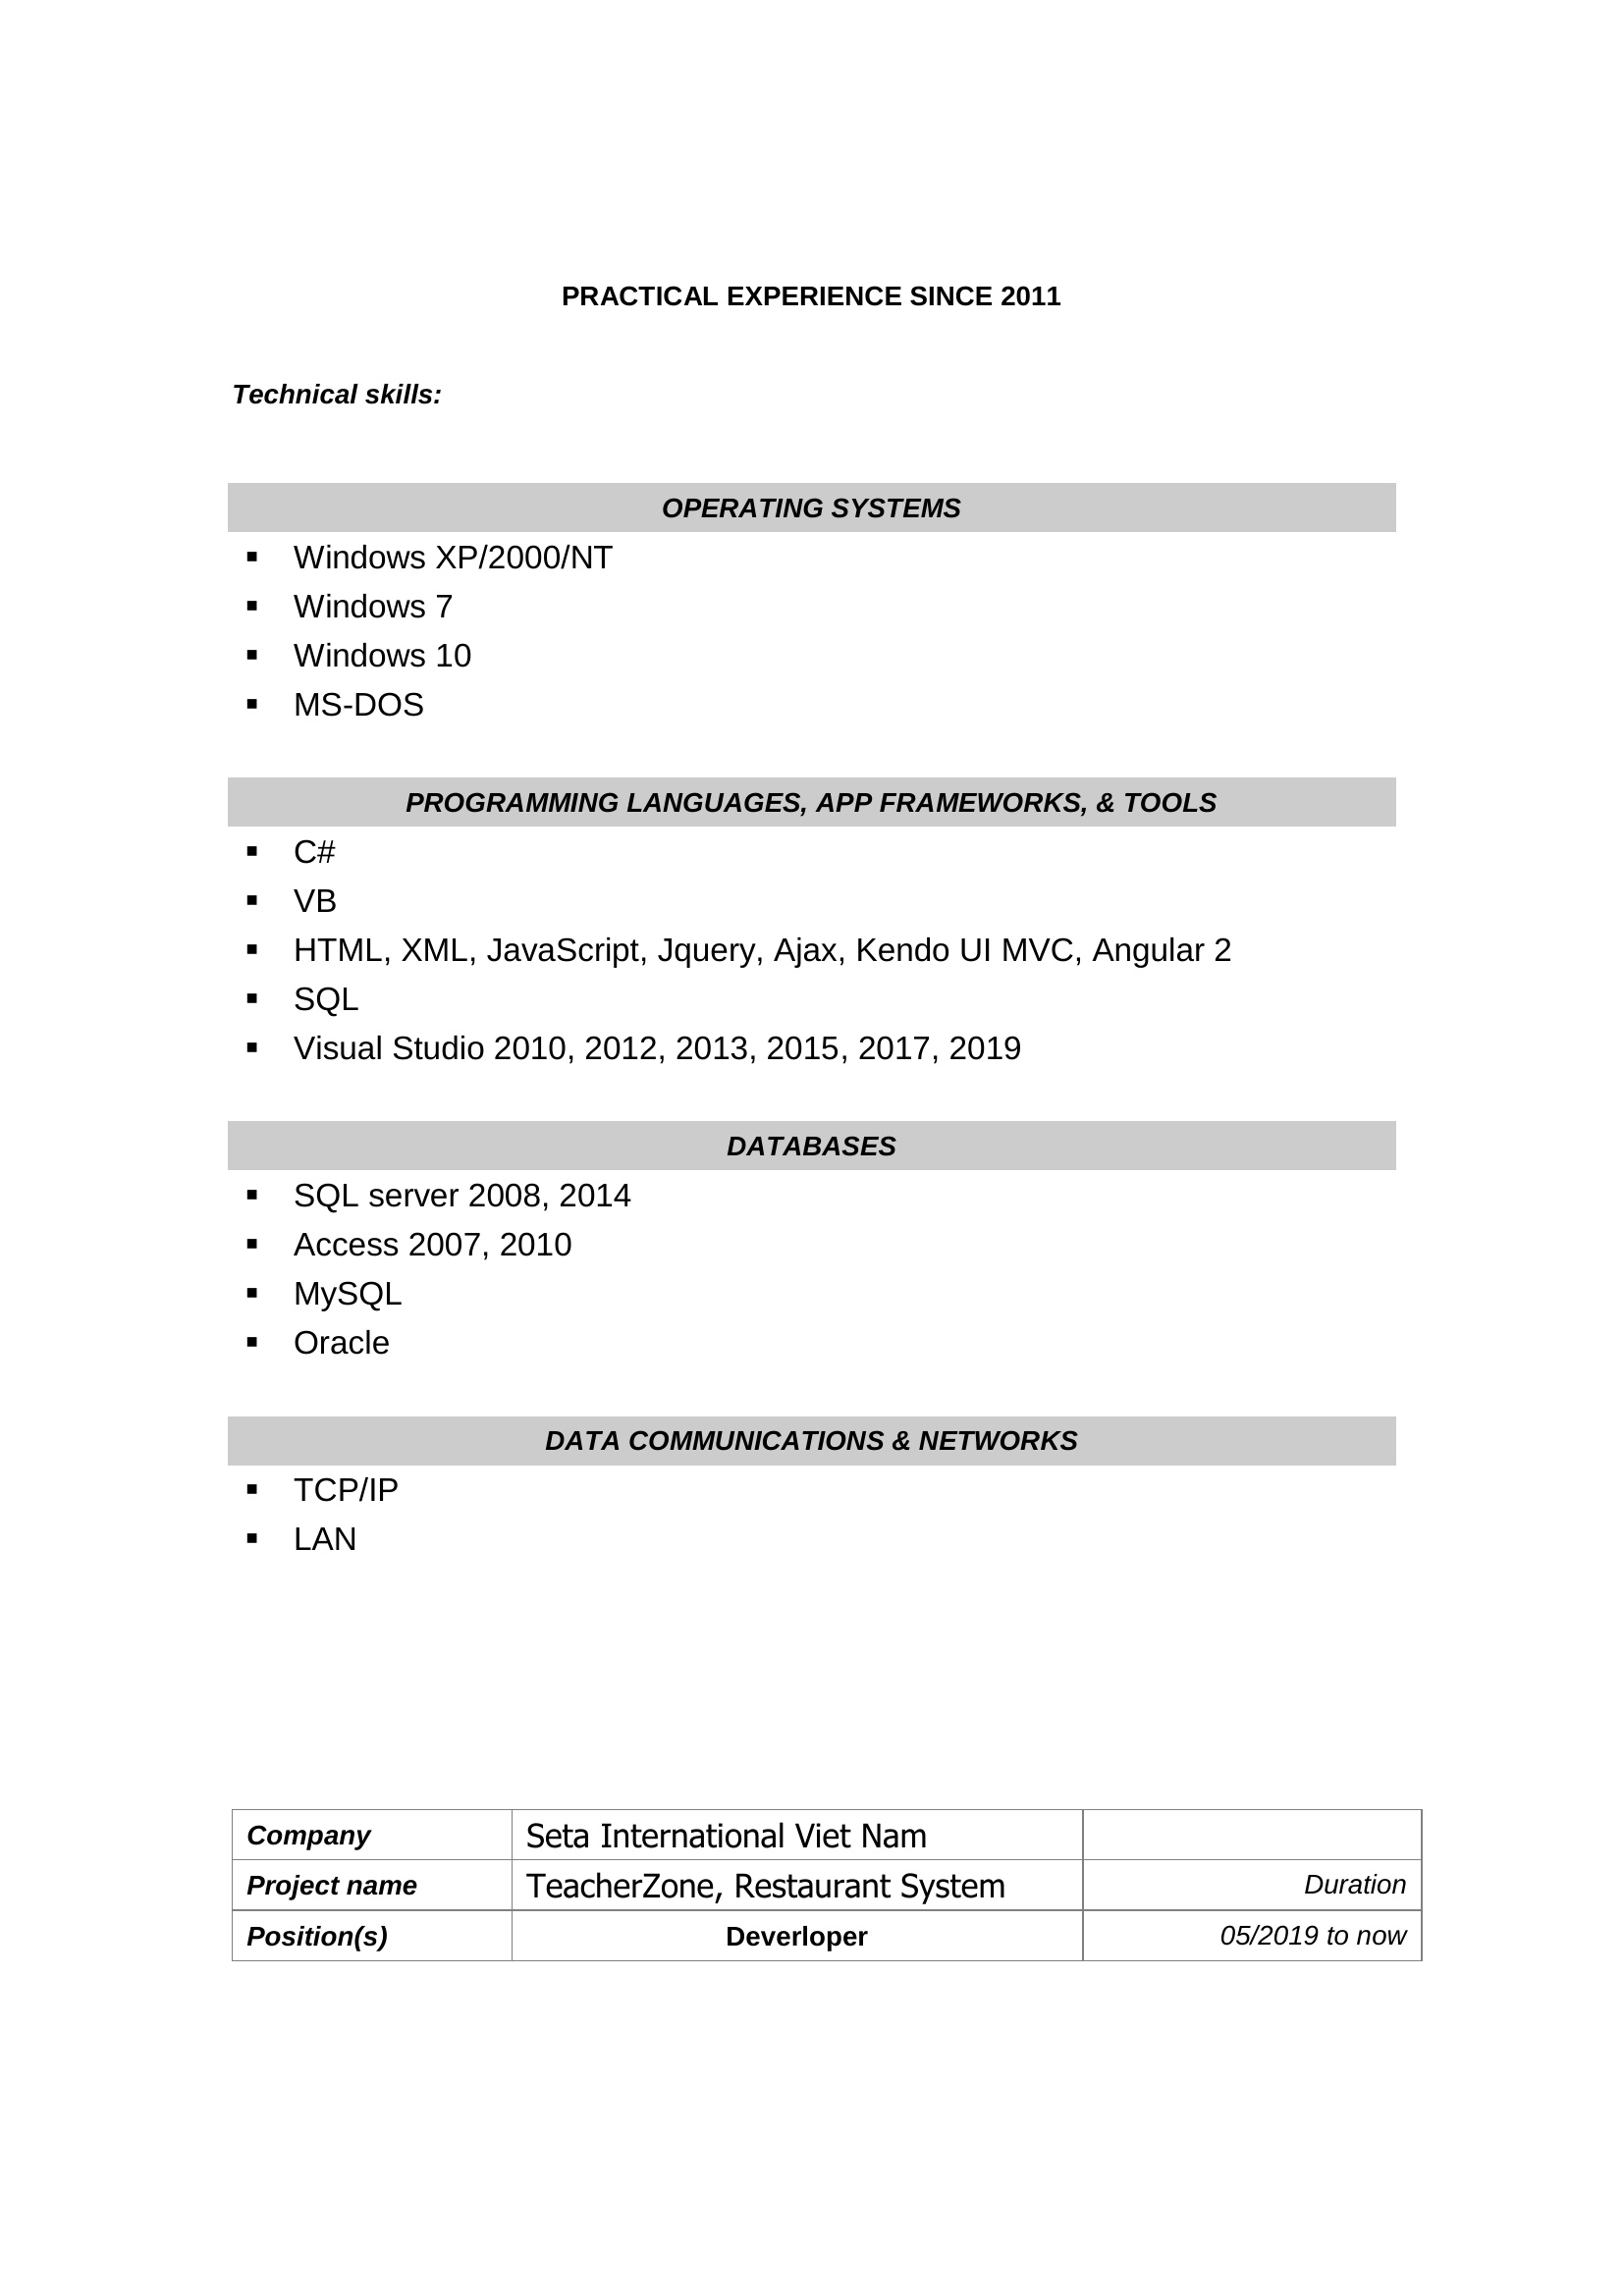 PRACTICAL EXPERIENCE SINCE 2011
Technical skills:
OPERATING SYSTEMS
▪ Windows XP/2000/NT
▪ Windows 7
▪ Windows 10
▪ MS-DOS
PROGRAMMING LANGUAGES, APP FRAMEWORKS, & TOOLS
▪ C#
▪ VB
▪ HTML, XML, JavaScript, Jquery, Ajax, Kendo UI MVC, Angular 2
▪ SQL
▪ Visual Studio 2010, 2012, 2013, 2015, 2017, 2019
DATABASES
▪ SQL server 2008, 2014
▪ Access 2007, 2010
▪ MySQL
▪ Oracle
DATA COMMUNICATIONS & NETWORKS
▪ TCP/IP
▪ LAN
Company Seta International Viet Nam
Project name TeacherZone, Restaurant System Duration
Position(s) Deverloper 05/2019 to now